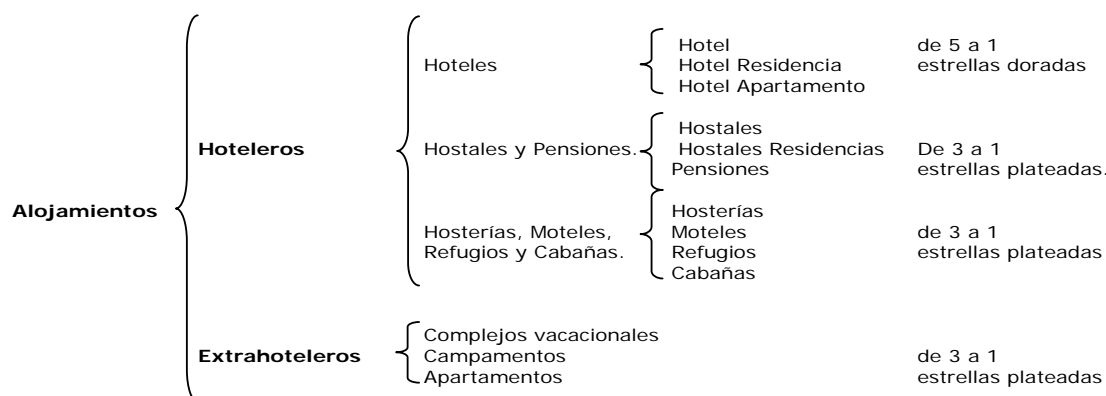 Hotel de 5 a 1
Hoteles Hotel Residencia estrellas doradas
Hotel Apartamento
Hostales
Hoteleros Hostales y Pensiones. Hostales Residencias De 3 a 1
Pensiones estrellas plateadas.
Alojamientos Hosterías
Hosterías, Moteles, Moteles de 3 a 1
Refugios y Cabañas. Refugios estrellas plateadas
Cabañas
Complejos vacacionales
Extrahoteleros Campamentos de 3 a 1
Apartamentos estrellas plateadas